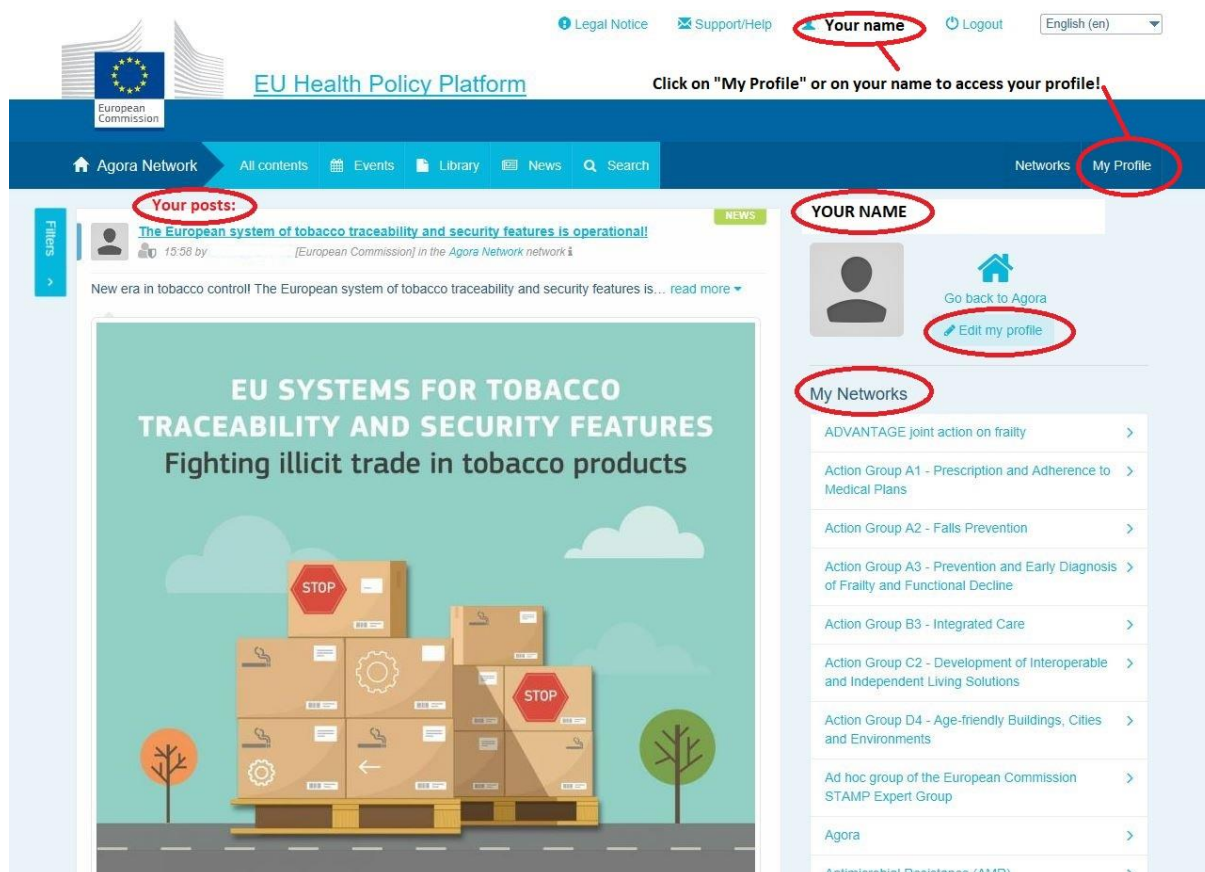 Legal Notice
Support/Help
Your name
Logout
English (en)
European
Commission
EU Health Policy Platform
Click on "My Profile" or on your name to access your profile!
Agora Network
All contents
Events
Library
News
Search
Networks
My Profile
Filters
Your posts:
NEWS
The European system of tobacco traceability and security features is operational!
15:58 by [European Commission] in the Agora Network network
New era in tobacco control! The European system of tobacco traceability and security features is... read more
EU SYSTEMS FOR TOBACCO
TRACEABILITY AND SECURITY FEATURES
Fighting illicit trade in tobacco products
STOP
STOP
YOUR NAME
Go back to Agora
Edit my profile
My Networks
ADVANTAGE joint action on frailty
Action Group A1 - Prescription and Adherence to
Medical Plans
Action Group A2 - Falls Prevention
Action Group A3 - Prevention and Early Diagnosis
of Frailty and Functional Decline
Action Group B3 - Integrated Care
Action Group C2 - Development of Interoperable
and Independent Living Solutions
Action Group D4 - Age-friendly Buildings, Cities
and Environments
Ad hoc group of the European Commission
STAMP Expert Group
Agora
Antimicrobial Resistance (AMR)